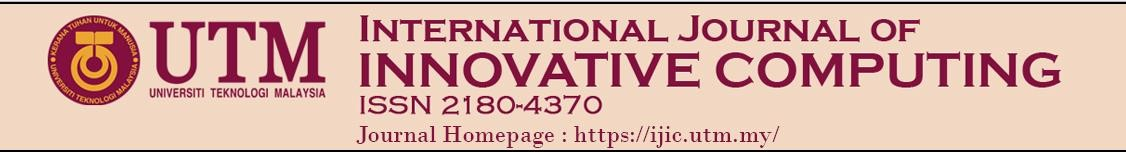 KERANA TUHAN UNTUK MANUSIA
UNIVERSITI TEKNOLOGI MALAYSIA
UTM
UNIVERSITI TEKNOLOGI MALAYSIA
INTERNATIONAL JOURNAL OF
INNOVATIVE COMPUTING
ISSN 2180-4370
Journal Homepage : https://ijic.utm.my/